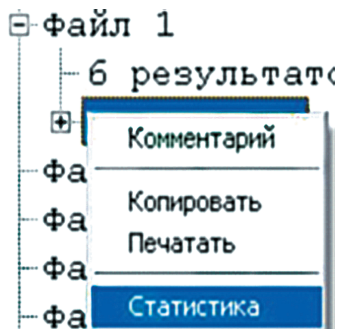 Файл 1
6 результато
Комментарий
Фа
Копировать
Фа
Печатать
Фа
Статистика
Фа